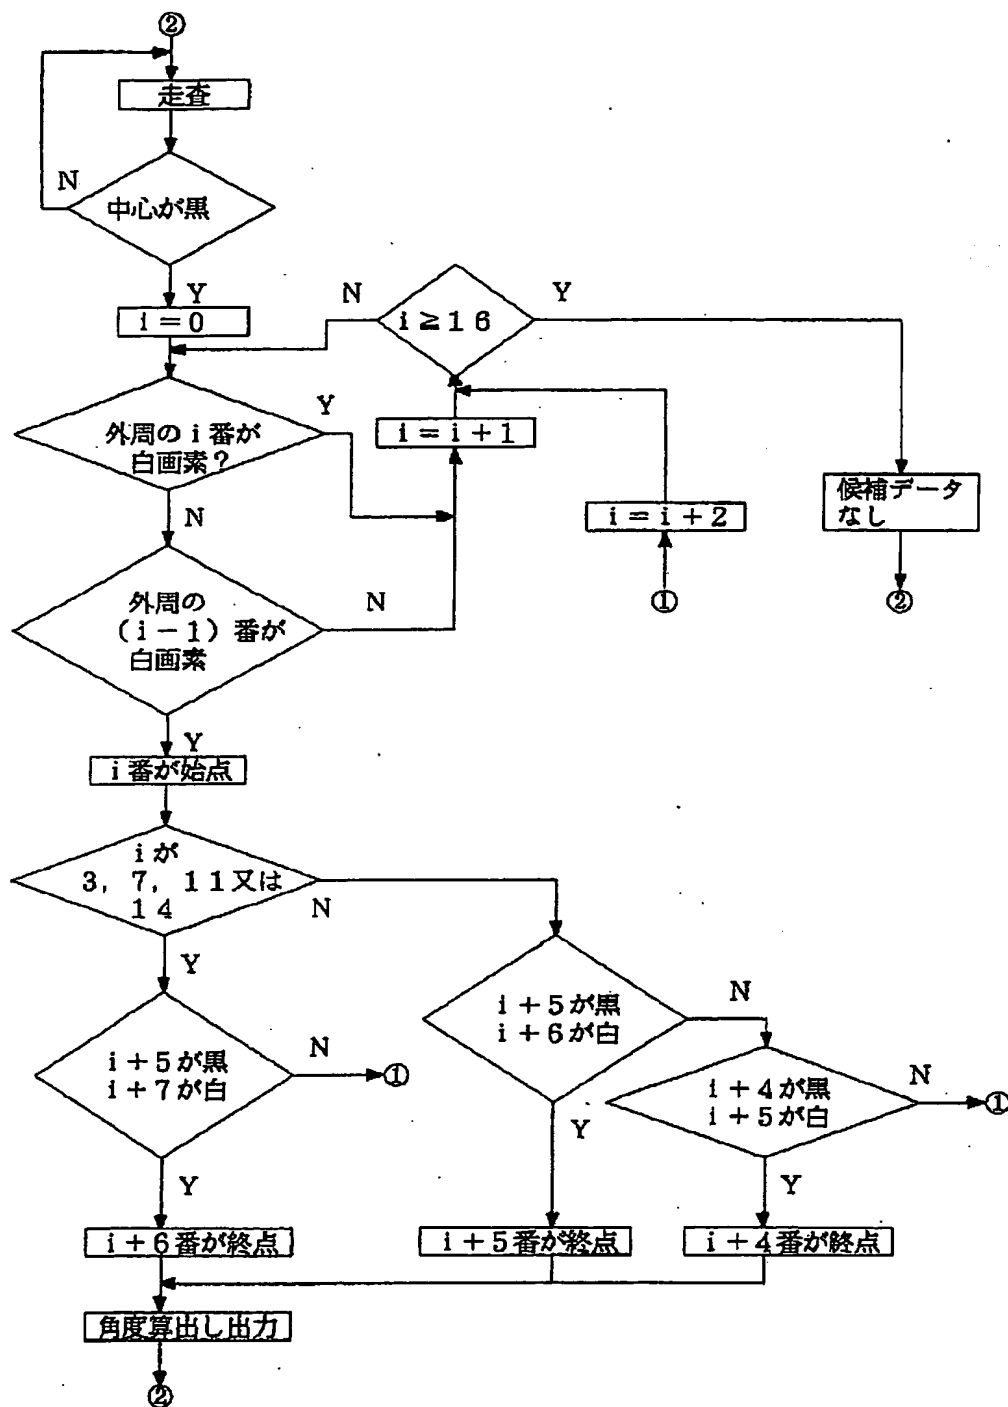 ②
走査
N
中心が黒
Y
i=0
N
i≧16
Y
外周のi番が
白画素?
Y
i=i+1
N
i=i+2
候補データ
なし
①
②
外周の
(i-1)番が
白画素
N
Y
i番が始点
iが
3,7,11又は
14
N
Y
i+5が黒
i+6が白
N
i+5が黒
i+7が白
N
①
i+4が黒
i+5が白
N
①
Y
Y
Y
i+6番が終点
i+5番が終点
i+4番が終点
角度算出し出力
②